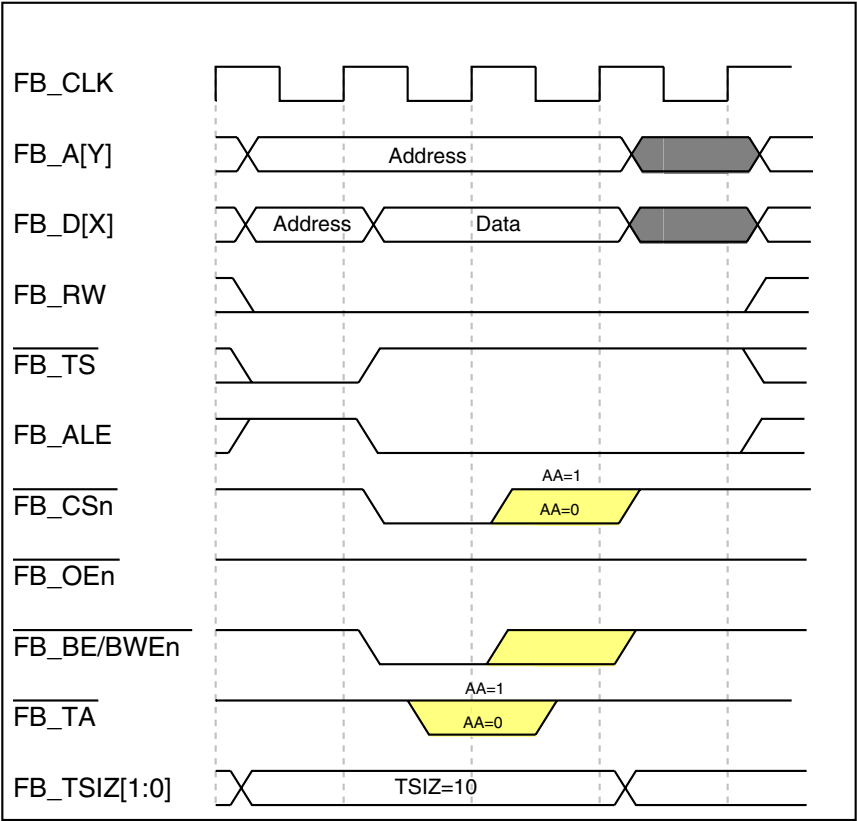 FB_CLK
FB_A[Y]
Address
FB_D[X]
Address
Data
FB_RW
FB_TS
FB_ALE
AA=1
FB_CSn
AA=0
FB_OEn
FB_BE/BWEn
AA=1
FB_TA
AA=0
FB_TSIZ[1:0]
TSIZ=10